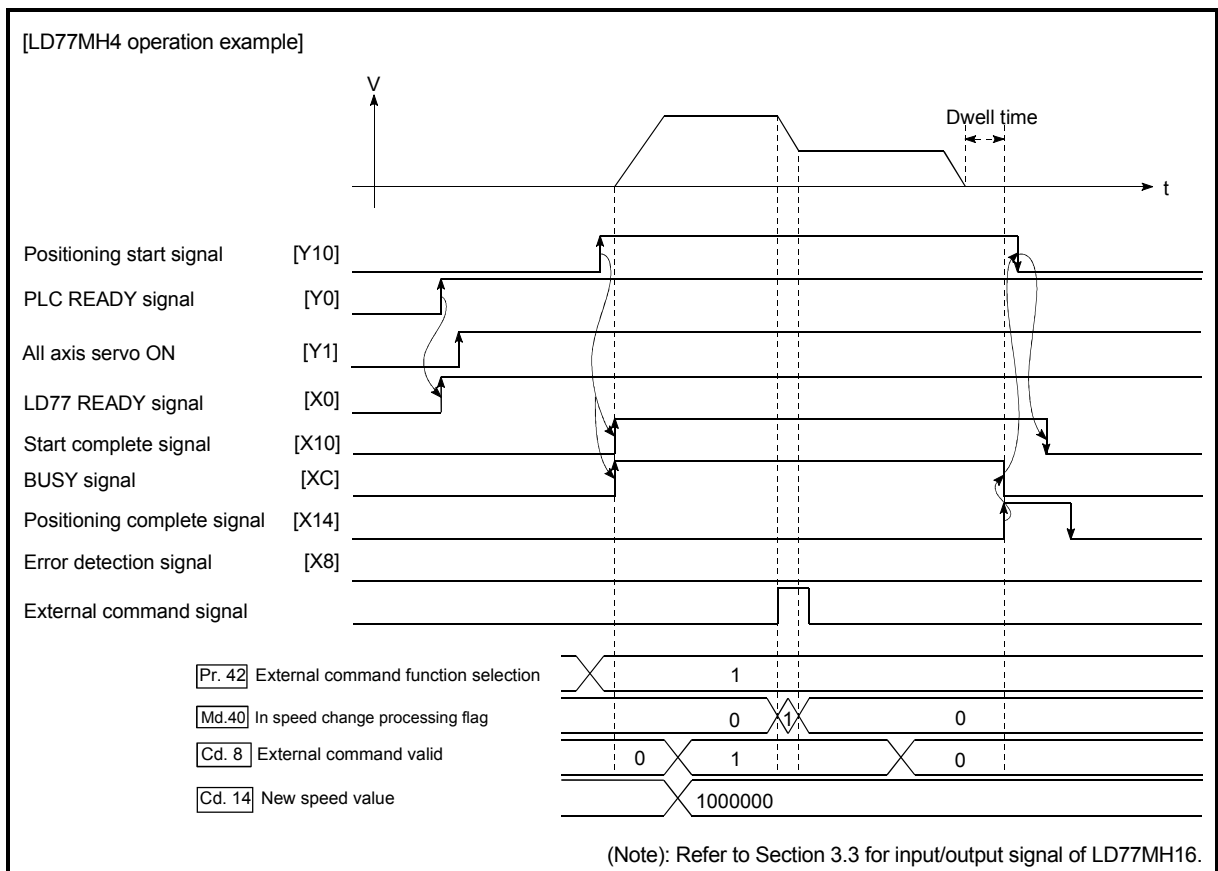 [LD77MH4 operation example]
V
Dwell time
t
Positioning start signal [Y10]
PLC READY signal [Y0]
All axis servo ON [Y1]
LD77 READY signal [X0]
Start complete signal [X10]
BUSY signal [XC]
Positioning complete signal [X14]
Error detection signal [X8]
External command signal
Pr. 42 External command function selection 1
Md.40 In speed change processing flag 0 1 0
Cd. 8 External command valid 0 1 0
Cd. 14 New speed value 1000000
(Note): Refer to Section 3.3 for input/output signal of LD77MH16.